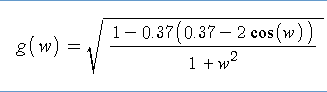 g(w) = √((1 − 0.37(0.37 − 2 cos(w))) / (1 + w²))